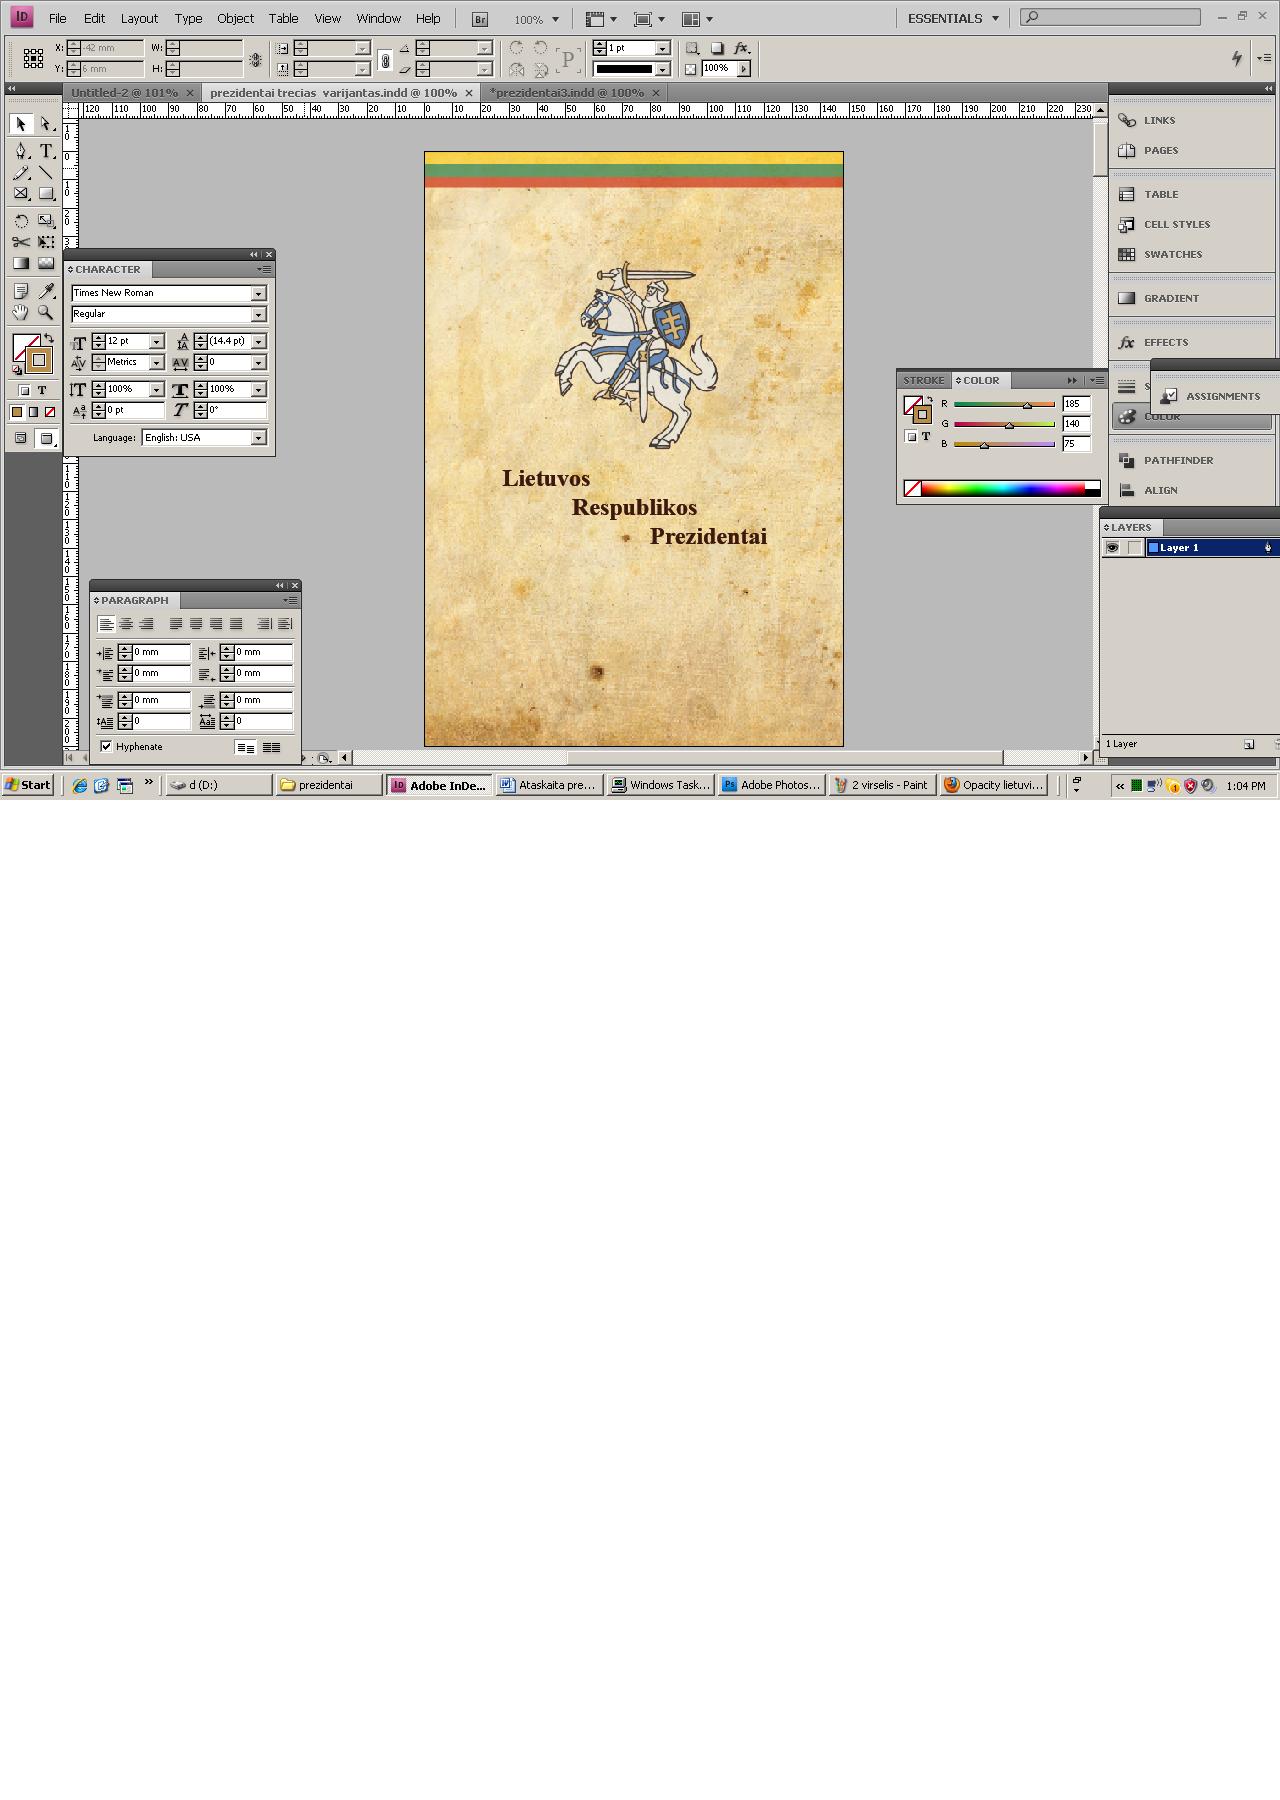 ID File Edit Layout Type Object Table View Window Help Br 100% ESSENTIALS
X: -42 mm W: 1 pt
Y: 6 mm H: P 100%
Untitled-2 @ 101% × prezidentai trecias varijantas.indd @ 100% × *prezidentai3.indd @ 100% ×
120 110 100 90 80 70 60 50 40 30 20 10 0 10 20 30 40 50 60 70 80 90 100 110 120 130 140 150 160 170 180 190 200 210 220 230
LINKS
PAGES
TABLE
CELL STYLES
SWATCHES
GRADIENT
EFFECTS
S
ASSIGNMENTS
COLOR
PATHFINDER
ALIGN
CHARACTER
Times New Roman
Regular
12 pt (14.4 pt)
Metrics 0
100% 100%
0 pt 0°
Language: English: USA
STROKE COLOR
R 185
G 140
B 75
Lietuvos
Respublikos
Prezidentai
LAYERS
Layer 1
1 Layer
PARAGRAPH
0 mm 0 mm
0 mm 0 mm
0 mm 0 mm
0 0
Hyphenate
Start d (D:) prezidentai Adobe InDe... Ataskaita pre... Windows Task... Adobe Photos... 2 virselis - Paint Opacity lietuvi... 1:04 PM